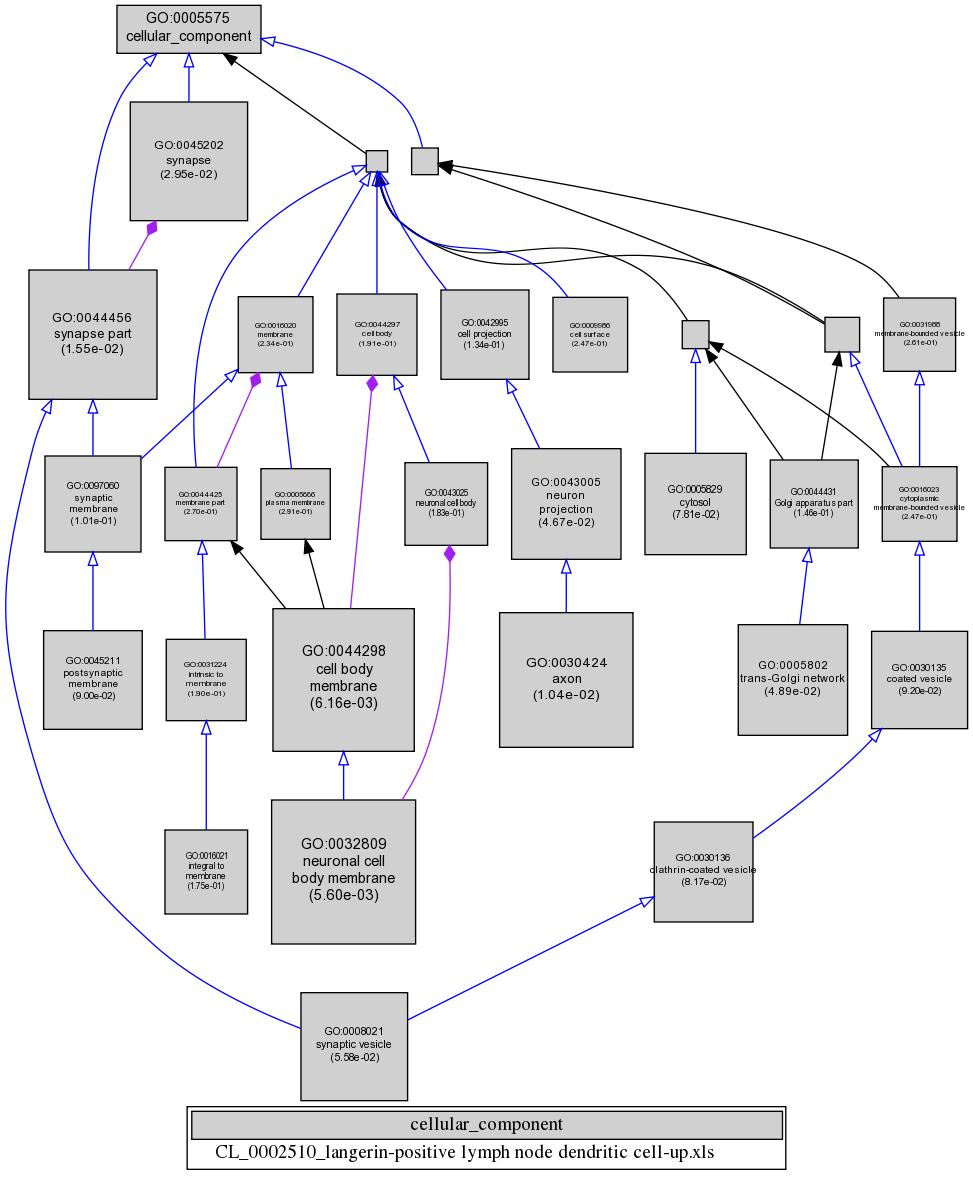 GO:0005575
cellular_component
GO:0045202
synapse
(2.95e-02)
GO:0044456
synapse part
(1.55e-02)
GO:0016020
membrane
(2.34e-01)
GO:0044297
cell body
(1.91e-01)
GO:0042995
cell projection
(1.34e-01)
GO:0009986
cell surface
(2.47e-01)
GO:0031988
membrane-bounded vesicle
(2.61e-01)
GO:0097060
synaptic
membrane
(1.01e-01)
GO:0044425
membrane part
(2.70e-01)
GO:0005886
plasma membrane
(2.91e-01)
GO:0043025
neuronal cell body
(1.83e-01)
GO:0043005
neuron
projection
(4.67e-02)
GO:0005829
cytosol
(7.81e-02)
GO:0044431
Golgi apparatus part
(1.46e-01)
GO:0016023
cytoplasmic
membrane-bounded vesicle
(2.47e-01)
GO:0045211
postsynaptic
membrane
(9.00e-02)
GO:0031224
intrinsic to
membrane
(1.90e-01)
GO:0044298
cell body
membrane
(6.16e-03)
GO:0030424
axon
(1.04e-02)
GO:0005802
trans-Golgi network
(4.89e-02)
GO:0030135
coated vesicle
(9.20e-02)
GO:0016021
integral to
membrane
(1.75e-01)
GO:0032809
neuronal cell
body membrane
(5.60e-03)
GO:0030136
clathrin-coated vesicle
(8.17e-02)
GO:0008021
synaptic vesicle
(5.58e-02)
cellular_component
CL_0002510_langerin-positive lymph node dendritic cell-up.xls